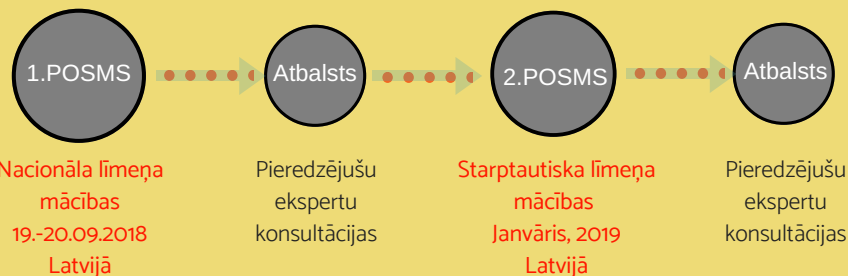 1.POSMS
Atbalsts
2.POSMS
Atbalsts
Nacionāla līmeņa
mācības
19.-20.09.2018
Latvijā
Pieredzējušu
ekspertu
konsultācijas
Starptautiska līmeņa
mācības
Janvāris, 2019
Latvijā
Pieredzējušu
ekspertu
konsultācijas